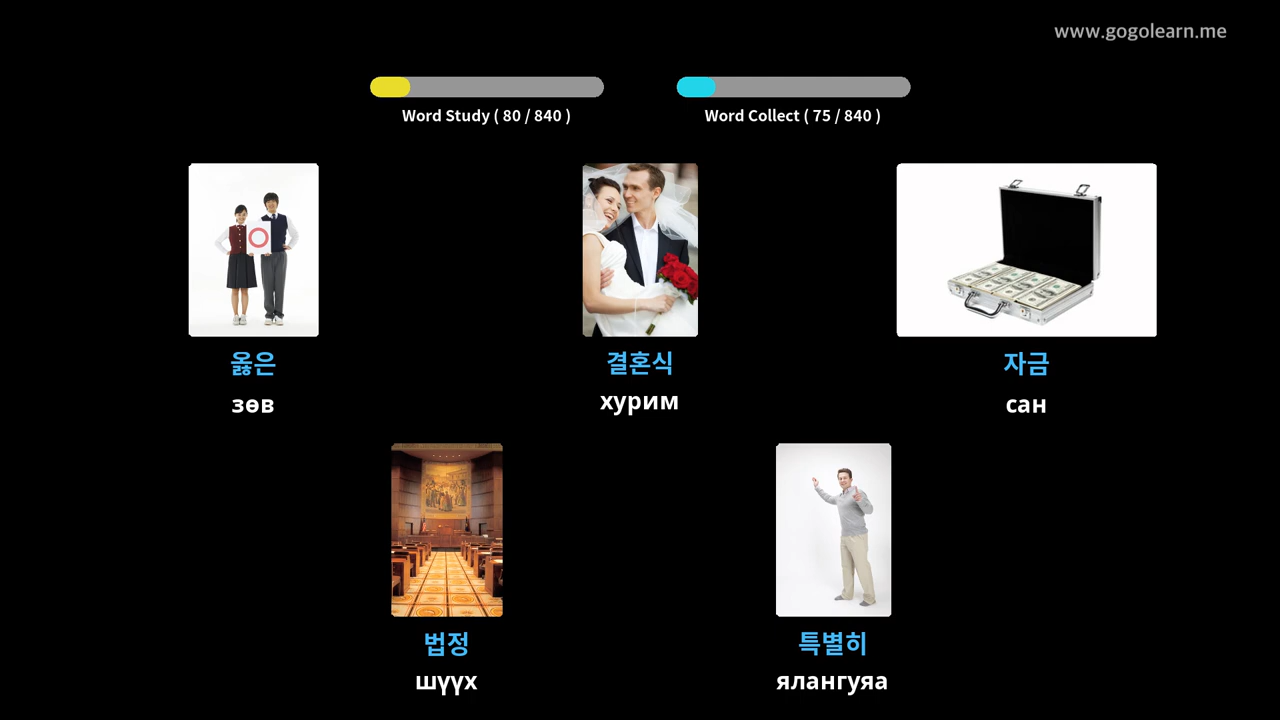 www.gogolearn.me
Word Study ( 80 / 840 )
Word Collect ( 75 / 840 )
옳은
결혼식
자금
зөв
хурим
сан
법정
특별히
шүүх
ялангуяа